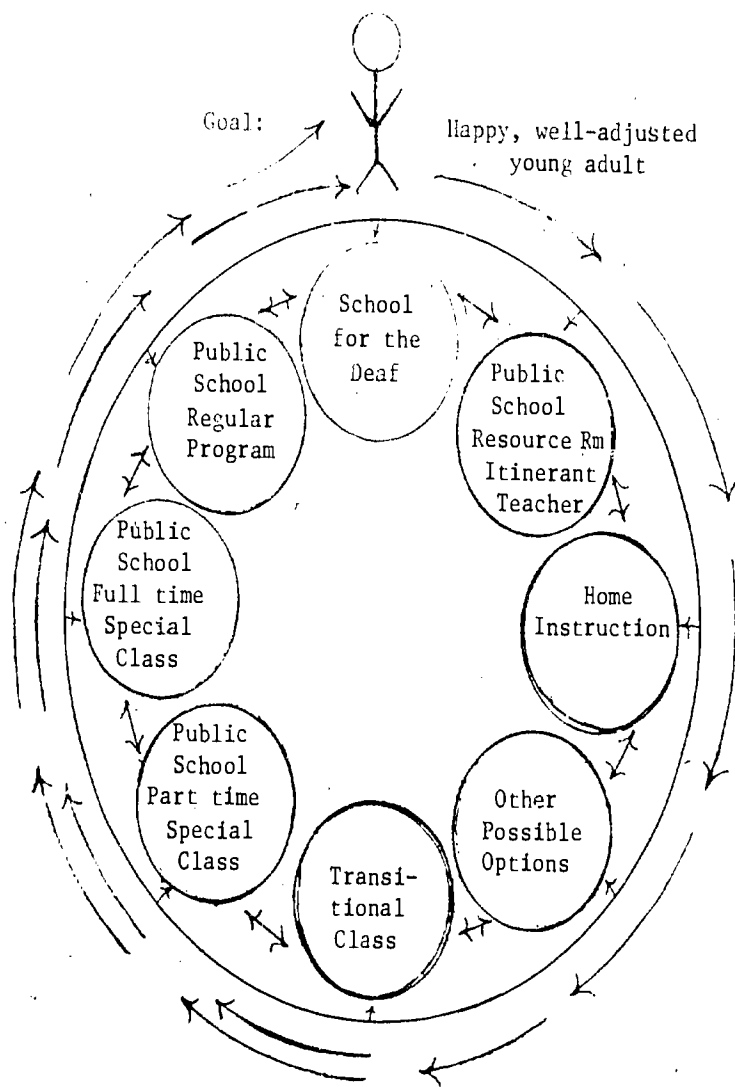 Goal:
Happy, well-adjusted
young adult
School
for the
Deaf
Public
School
Resource Rm
Itinerant
Teacher
Home
Instruction
Other
Possible
Options
Transi-
tional
Class
Public
School
Part time
Special
Class
Public
School
Full time
Special
Class
Public
School
Regular
Program